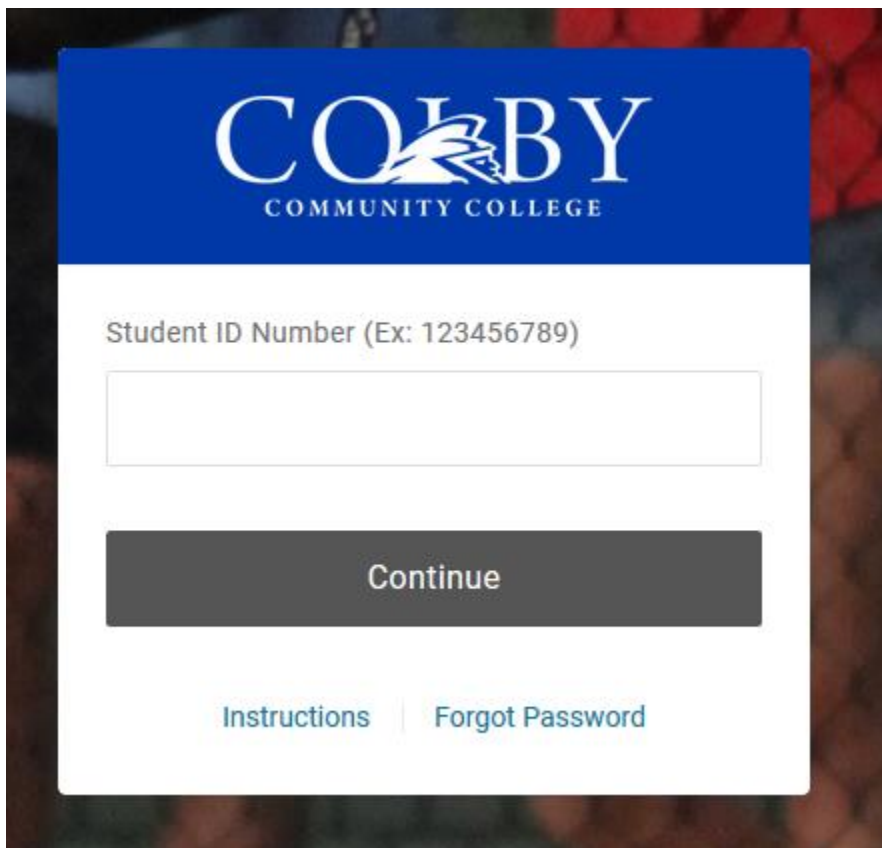 COLBY
COMMUNITY COLLEGE
Student ID Number (Ex: 123456789)
Continue
Instructions
Forgot Password